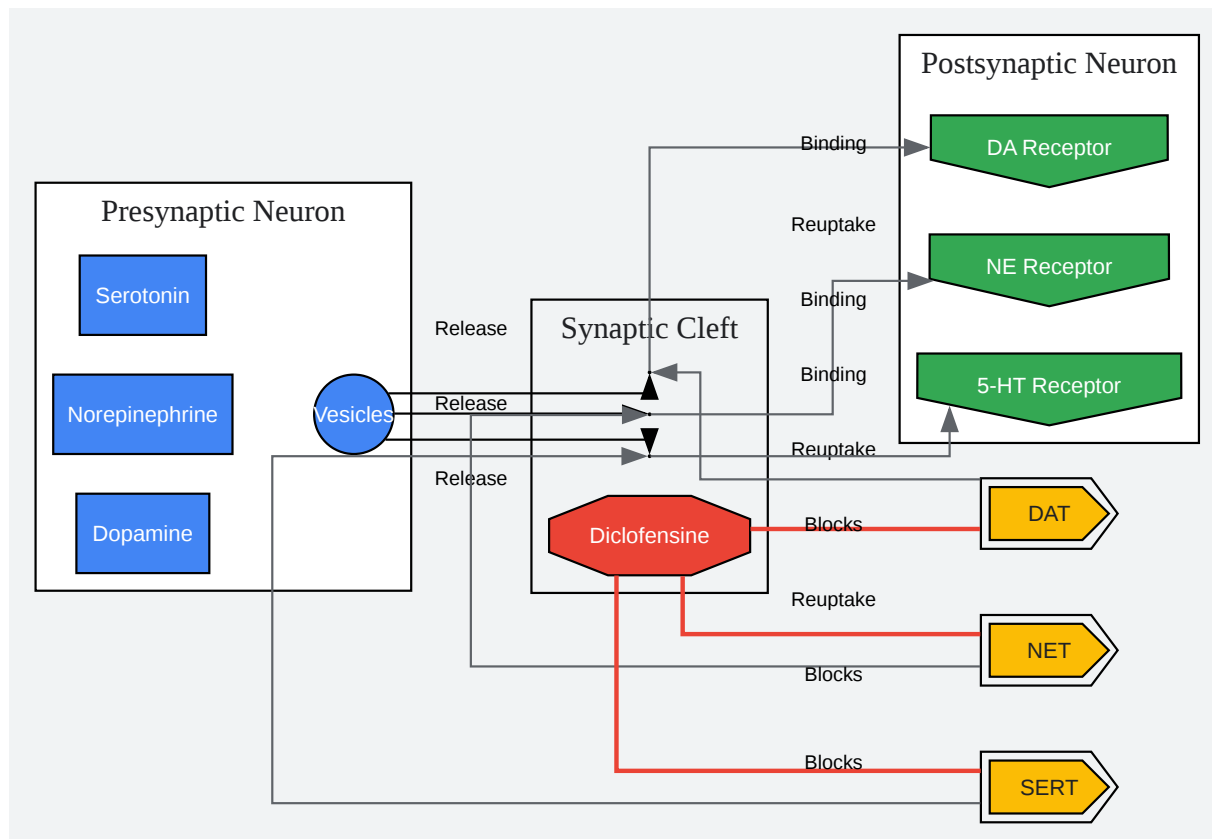 Postsynaptic Neuron
DA Receptor
NE Receptor
5-HT Receptor
Presynaptic Neuron
Serotonin
Norepinephrine
Dopamine
Vesicles
Release
Release
Release
Synaptic Cleft
Diclofensine
Binding
Reuptake
Binding
Binding
Reuptake
Blocks
Reuptake
Blocks
Blocks
DAT
NET
SERT